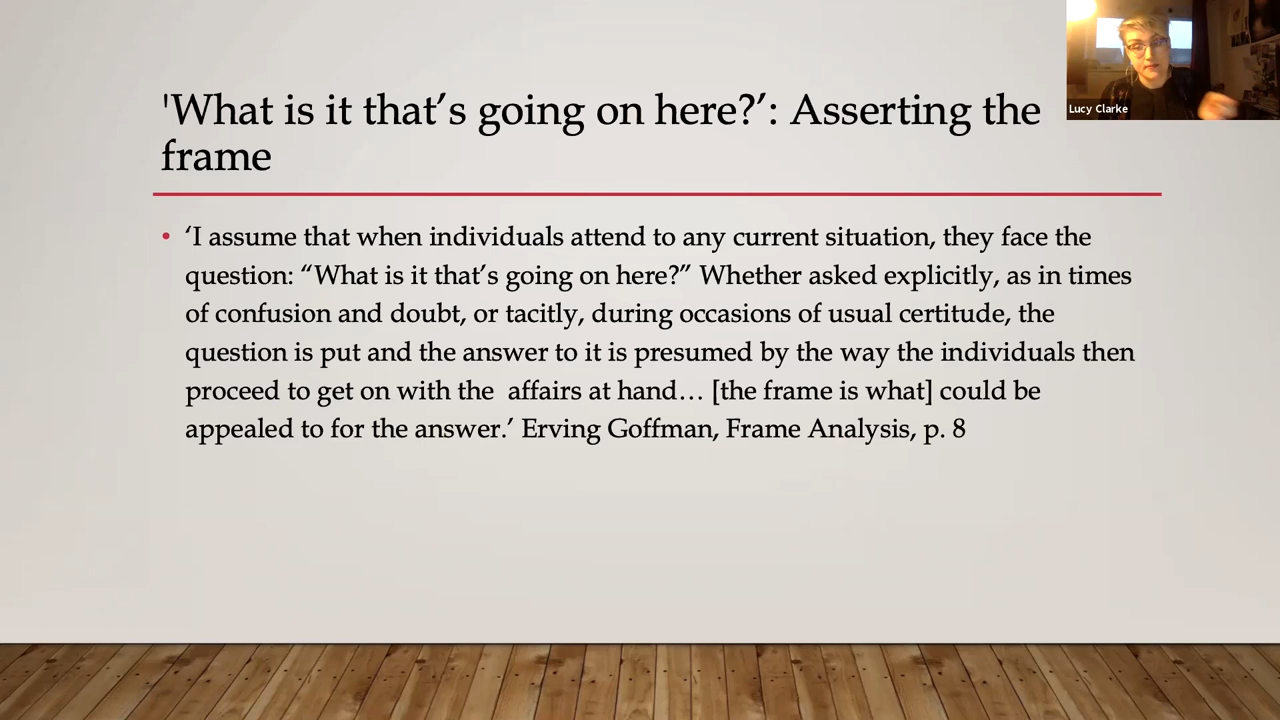 'What is it that’s going on here?’: Asserting the
frame
Lucy Clarke
• ‘I assume that when individuals attend to any current situation, they face the
question: “What is it that’s going on here?” Whether asked explicitly, as in times
of confusion and doubt, or tacitly, during occasions of usual certitude, the
question is put and the answer to it is presumed by the way the individuals then
proceed to get on with the  affairs at hand… [the frame is what] could be
appealed to for the answer.’ Erving Goffman, Frame Analysis, p. 8